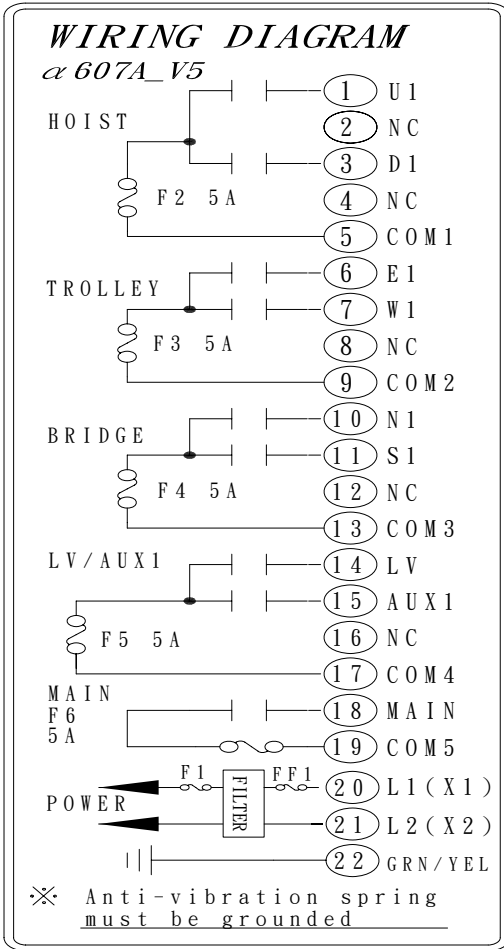 WIRING DIAGRAM
α607A_V5
HOIST
F2 5A
1 U1
2 NC
3 D1
4 NC
5 COM1
TROLLEY
F3 5A
6 E1
7 W1
8 NC
9 COM2
BRIDGE
F4 5A
10 N1
11 S1
12 NC
13 COM3
LV/AUX1
F5 5A
14 LV
15 AUX1
16 NC
17 COM4
MAIN
F6
5A
18 MAIN
19 COM5
POWER
F1
FILTER
FF1
20 L1(X1)
21 L2(X2)
22 GRN/YEL
※ Anti-vibration spring
must be grounded